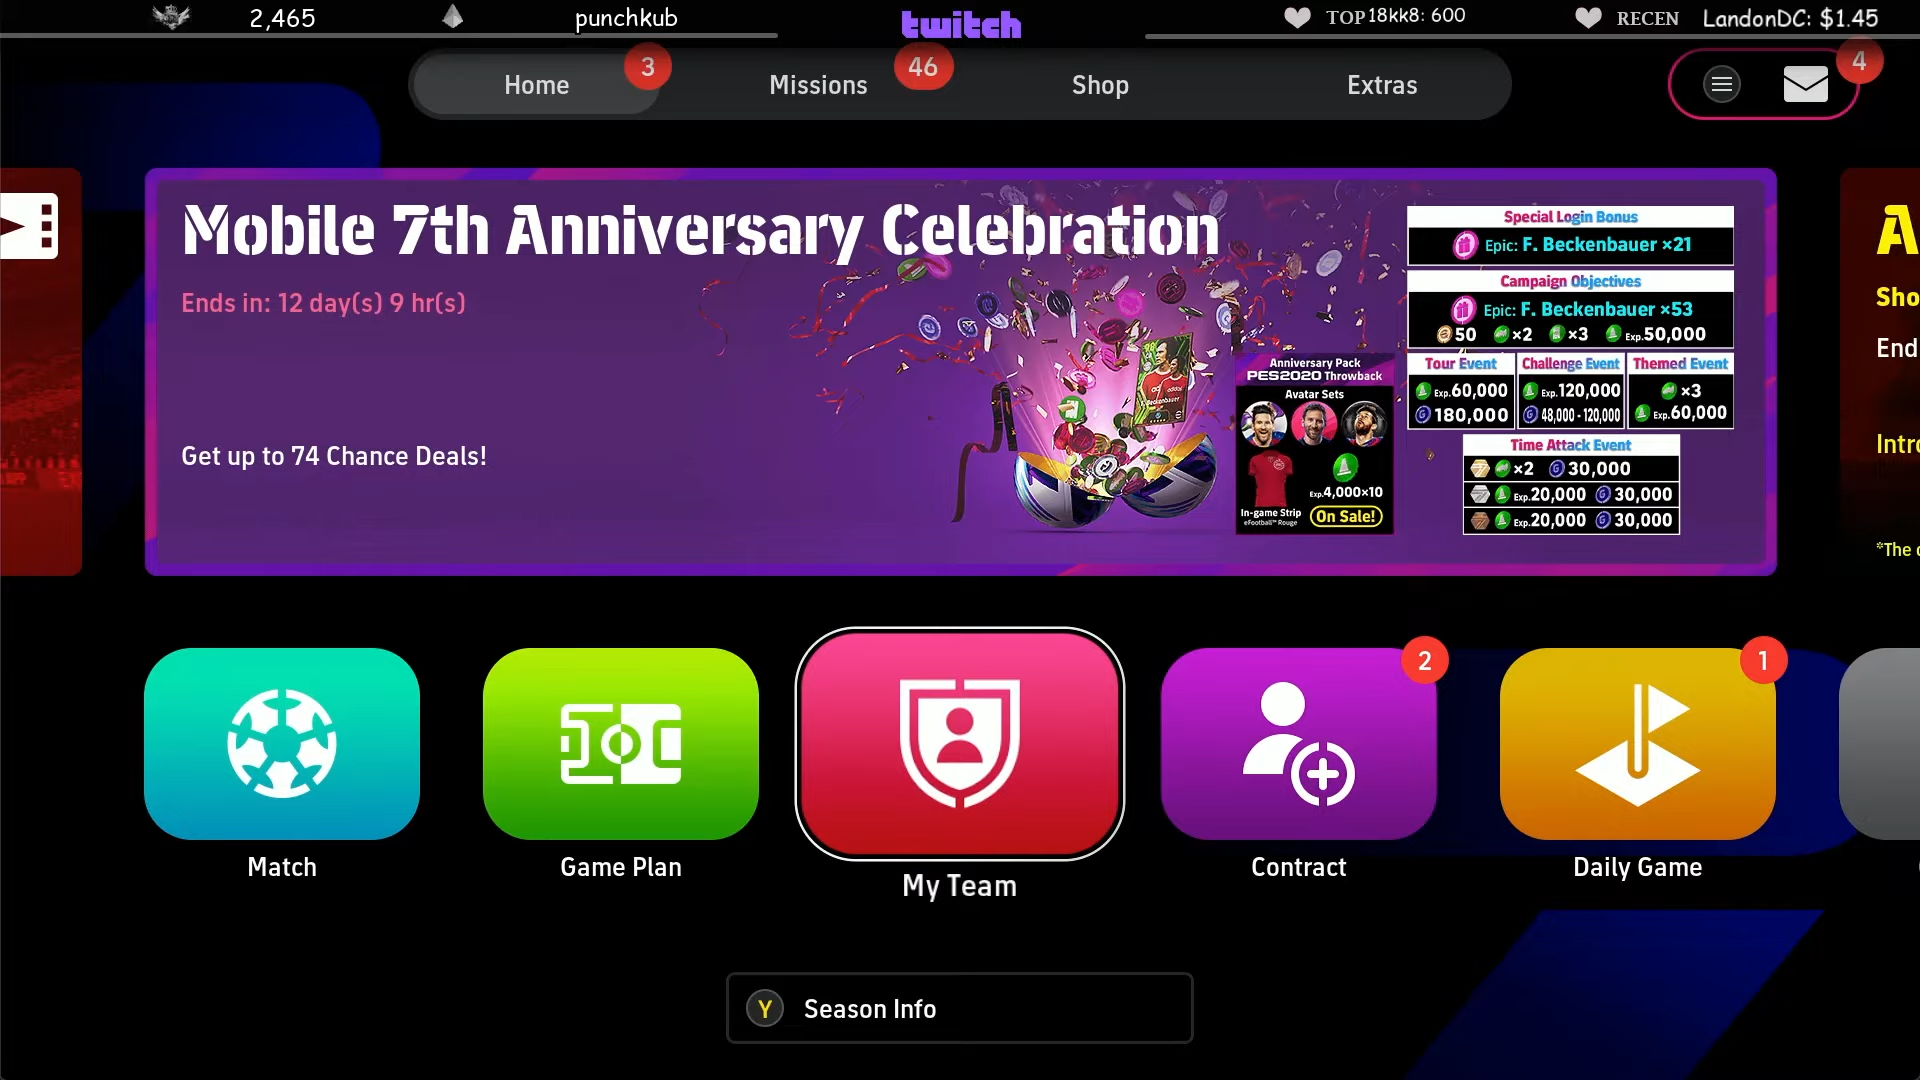 2,465
punchkub
twitch
TOP 18kk8: 600
RECEN LandonDC: $1.45
Home 3
Missions 46
Shop
Extras
4
Mobile 7th Anniversary Celebration
Ends in: 12 day(s) 9 hr(s)
Get up to 74 Chance Deals!
Anniversary Pack
PES2020 Throwback
Avatar Sets
Exp.4,000×10
In-game Strip
eFootball™ Rouge
On Sale!
Special Login Bonus
Epic: F. Beckenbauer ×21
Campaign Objectives
Epic: F. Beckenbauer ×53
50 ×2 ×3 Exp.50,000
Tour Event
Exp.60,000
180,000
Challenge Event
Exp.120,000
48,000 - 120,000
Themed Event
×3
Exp.60,000
Time Attack Event
×2 30,000
Exp.20,000 30,000
Exp.20,000 30,000
A
Sho
End
Intro
*The
Match
Game Plan
My Team
2
Contract
1
Daily Game
Y Season Info